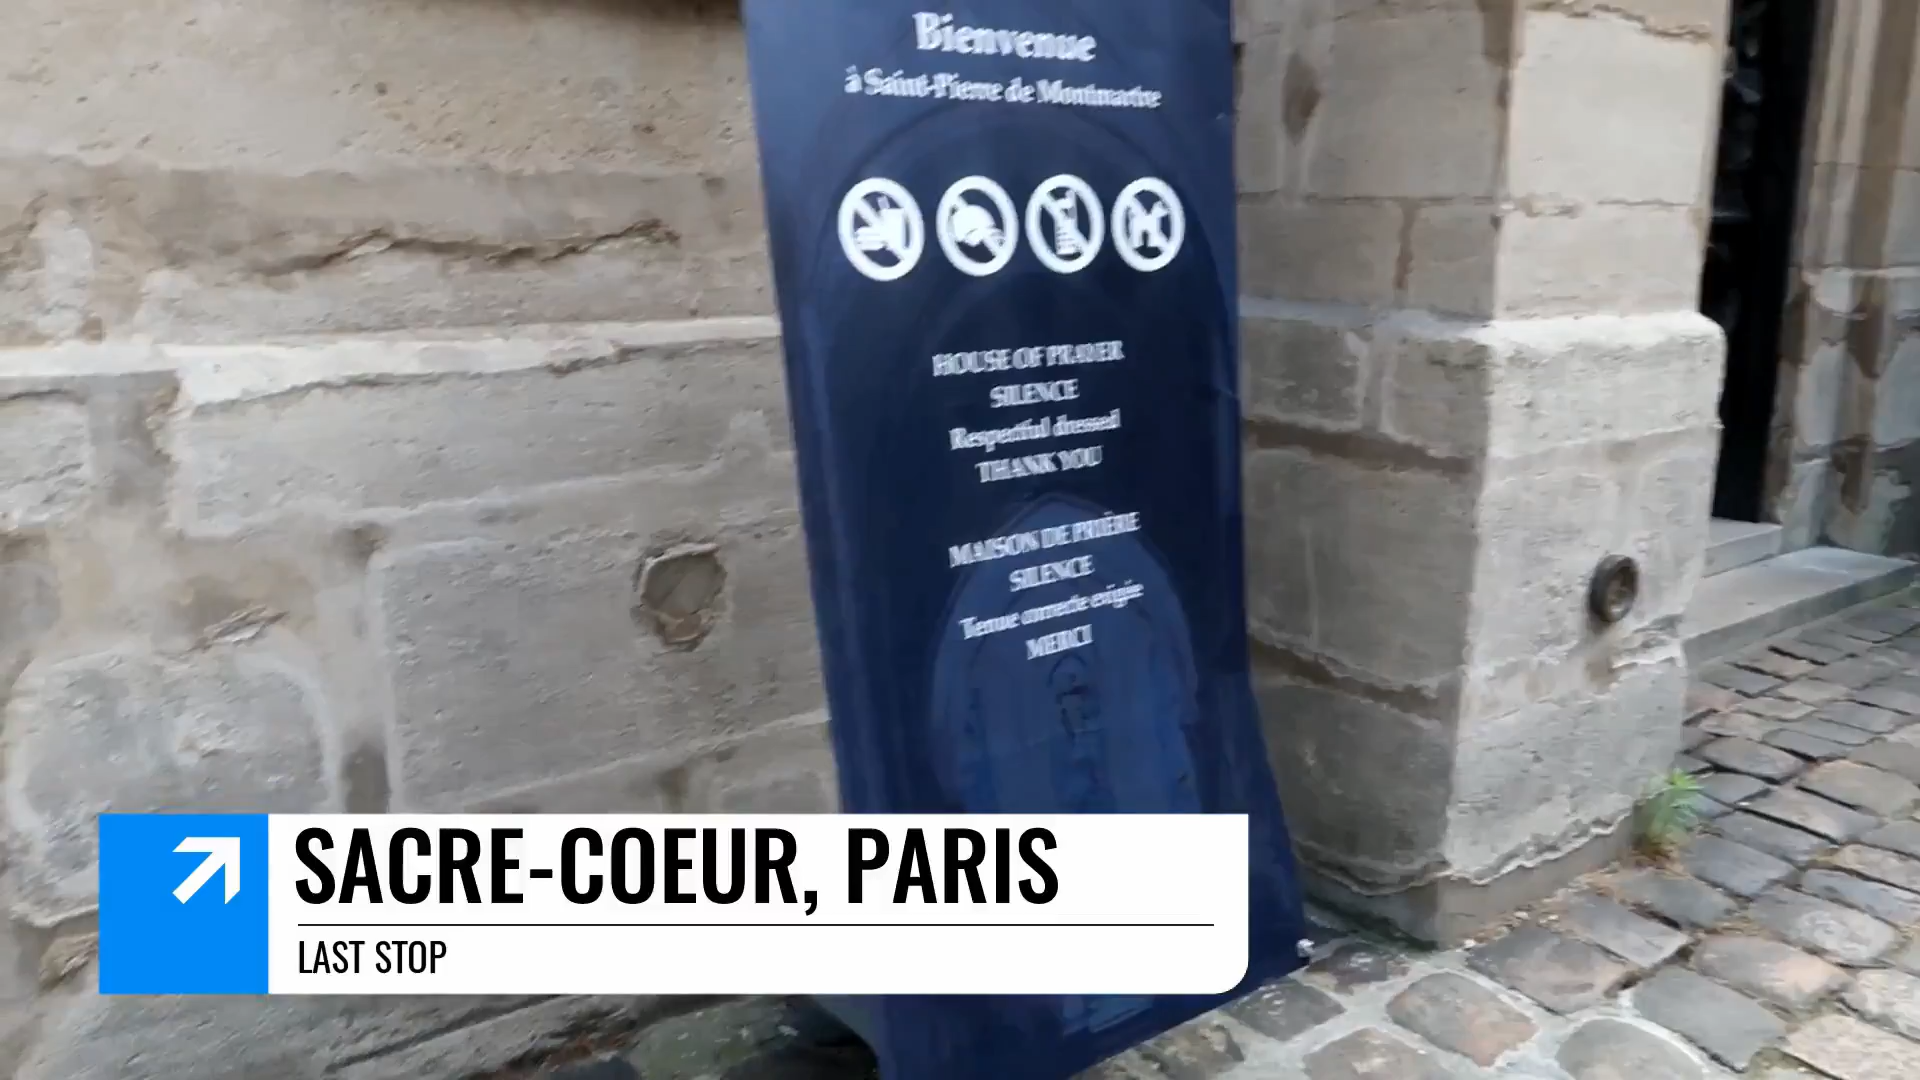 Bienvenue
à Saint-Pierre de Montmartre
HOUSE OF PRAYER
SILENCE
Respectful dressed
THANK YOU
MAISON DE PRIÈRE
SILENCE
Tenue correcte exigée
MERCI
SACRE-COEUR, PARIS
LAST STOP